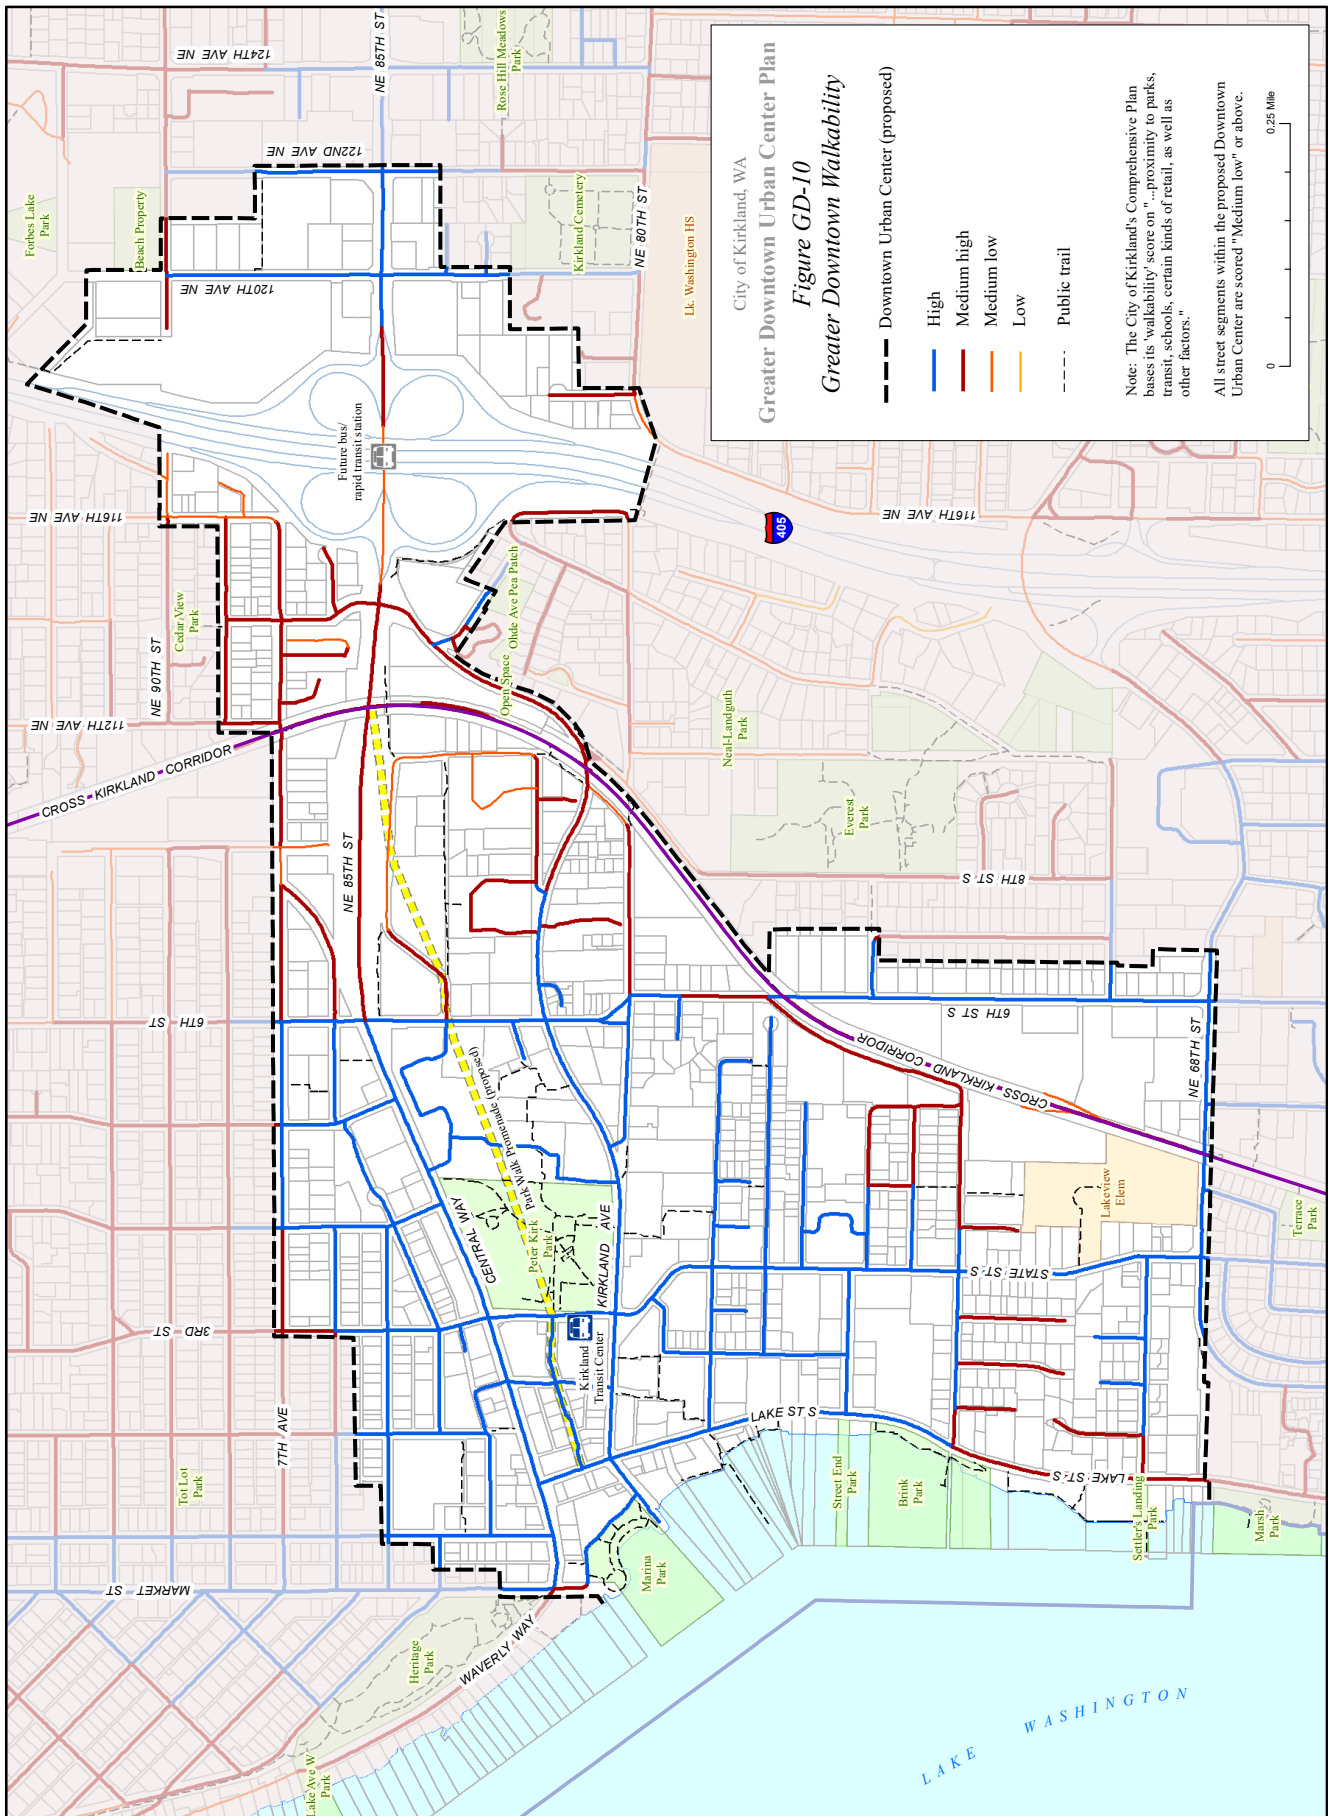 City of Kirkland, WA
Greater Downtown Urban Center Plan
Figure GD-10
Greater Downtown Walkability
Downtown Urban Center (proposed)
High
Medium high
Medium low
Low
Public trail
Note: The City of Kirkland's Comprehensive Plan
bases its 'walkability' score on "...proximity to parks,
transit, schools, certain kinds of retail, as well as
other factors."
All street segments within the proposed Downtown
Urban Center are scored "Medium low" or above.
0
0.25 Mile
Lake Ave W
Park
Heritage
Park
WAVERLY WAY
MARKET ST
Tot Lot
Park
7TH AVE
3RD ST
6TH ST
CROSS KIRKLAND CORRIDOR
112TH AVE NE
NE 90TH ST
Cedar View
Park
116TH AVE NE
Forbes Lake
Park
Beach Property
120TH AVE NE
122ND AVE NE
124TH AVE NE
NE 85TH ST
Rose Hill Meadows
Park
Kirkland Cemetery
NE 80TH ST
Lk. Washington HS
Future bus/
rapid transit station
NE 85TH ST
Open Space
Ohde Ave Pea Patch
405
116TH AVE NE
Neal-Landguth
Park
Everest
Park
8TH ST S
6TH ST S
CROSS KIRKLAND CORRIDOR
NE 68TH ST
CENTRAL WAY
Park Walk Promenade (proposed)
Peter Kirk
Park
KIRKLAND AVE
Kirkland
Transit Center
STATE ST S
Lakeview
Elem
Terrace
Park
LAKE ST S
LAKE ST S
Marina
Park
Street End
Park
Brink
Park
Settler's Landing
Park
Marsh
Park
LAKE WASHINGTON